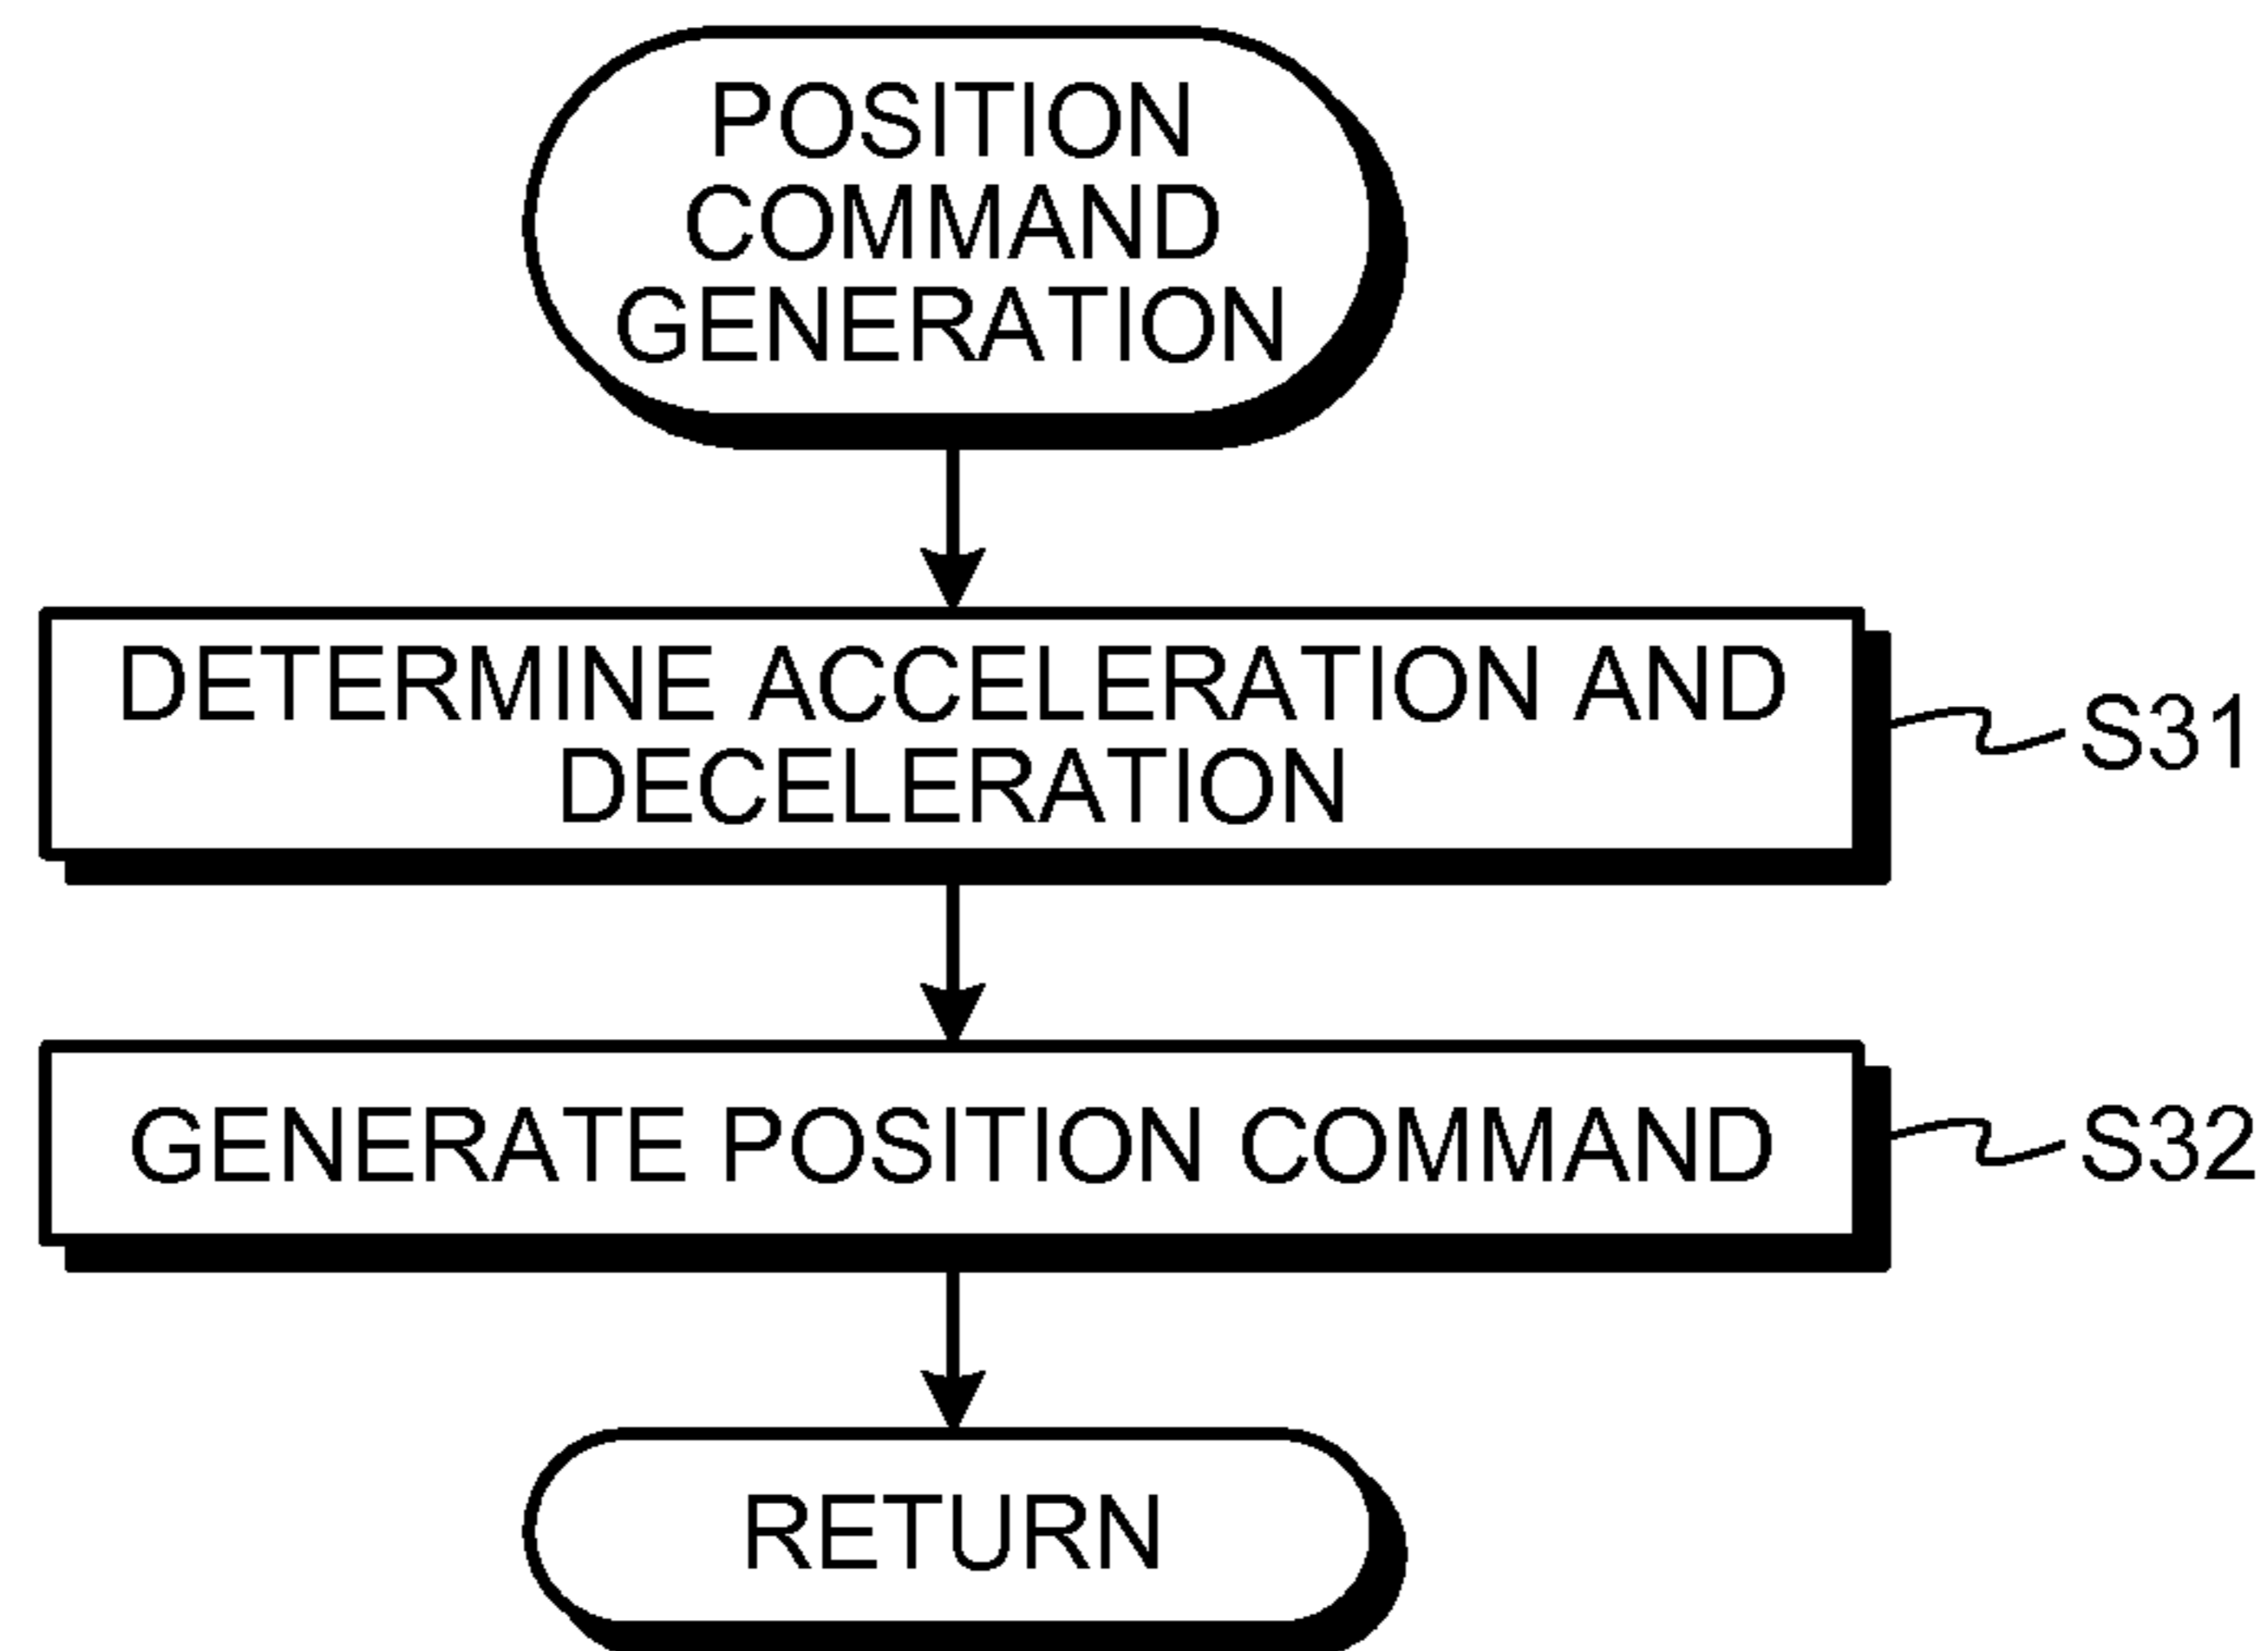 POSITION
COMMAND
GENERATION
DETERMINE ACCELERATION AND
DECELERATION
S31
GENERATE POSITION COMMAND
S32
RETURN